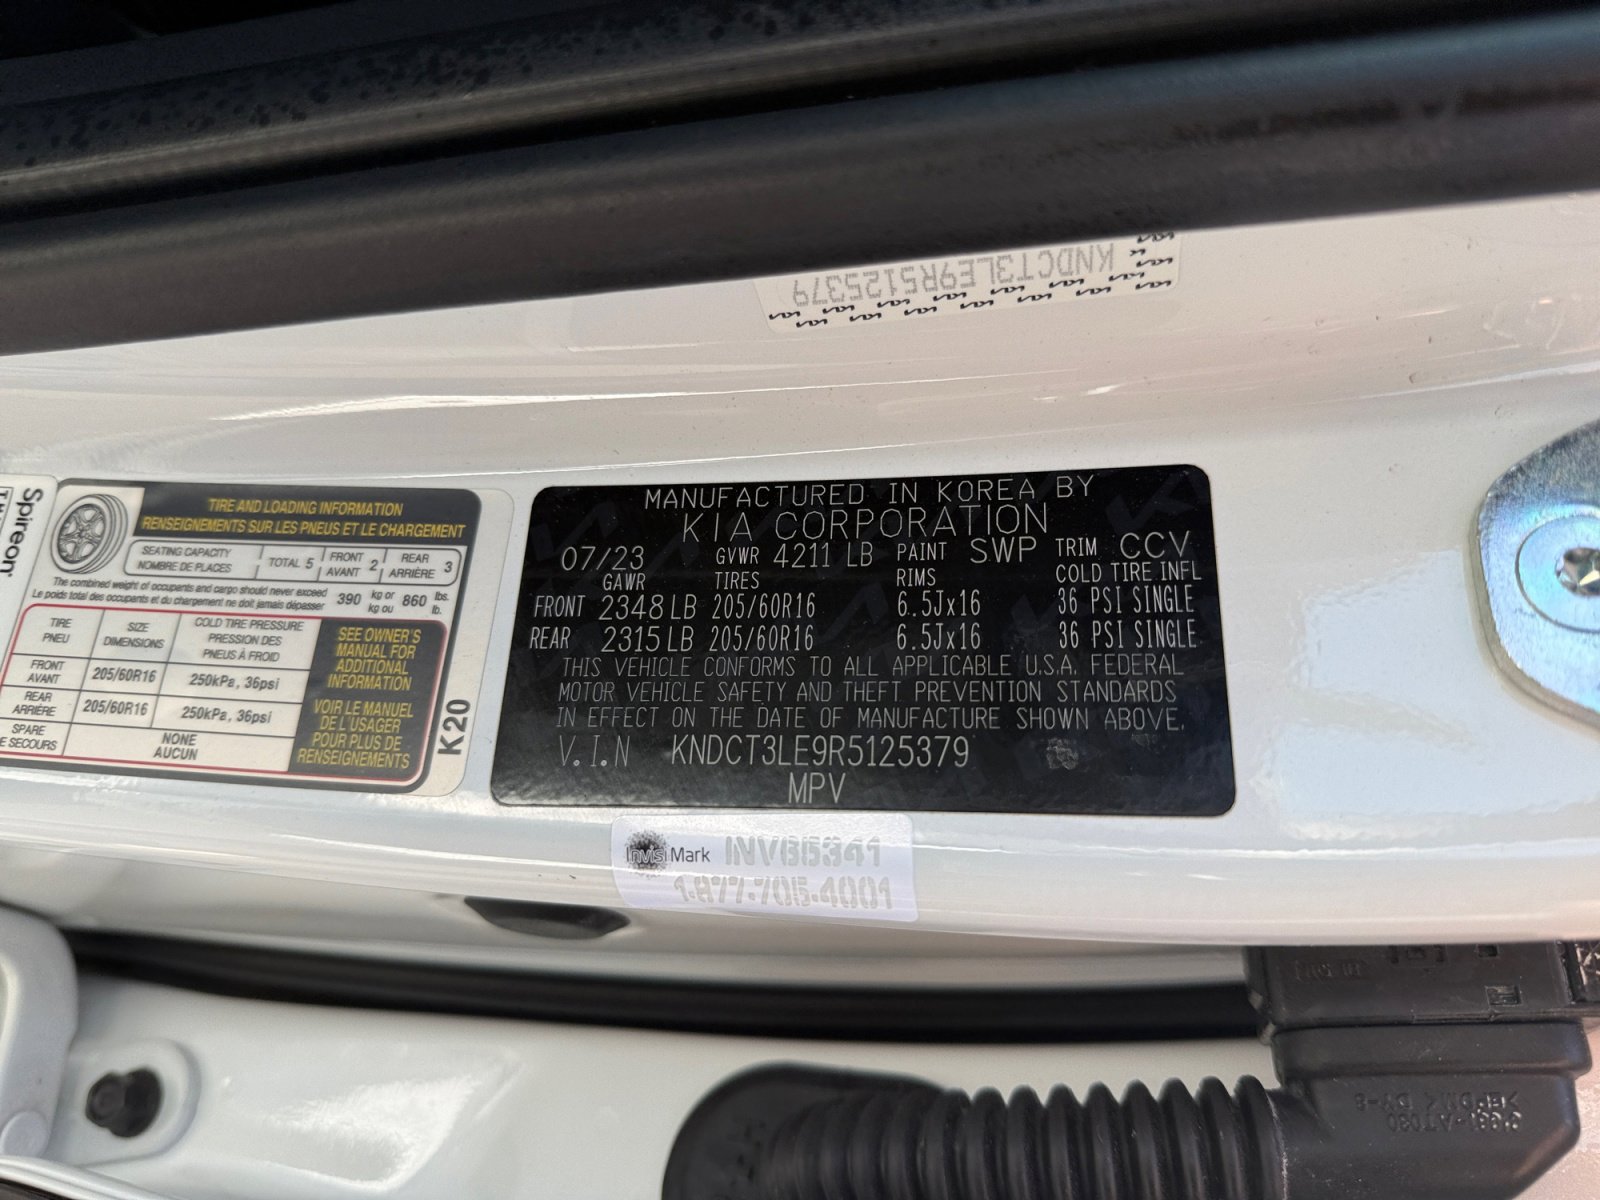 KNDCT3LE9R5125379
Spireon
TIRE AND LOADING INFORMATION
RENSEIGNEMENTS SUR LES PNEUS ET LE CHARGEMENT
SEATING CAPACITY
NOMBRE DE PLACES
TOTAL 5
FRONT
AVANT
2
REAR
ARRIÈRE
3
The combined weight of occupants and cargo should never exceed
Le poids total des occupants et du chargement ne doit jamais dépasser
390
kg or
kg ou
860
lbs.
lb.
TIRE
PNEU
SIZE
DIMENSIONS
COLD TIRE PRESSURE
PRESSION DES
PNEUS À FROID
FRONT
AVANT
205/60R16
250kPa, 36psi
REAR
ARRIÈRE
205/60R16
250kPa, 36psi
SPARE
DE SECOURS
NONE
AUCUN
SEE OWNER'S
MANUAL FOR
ADDITIONAL
INFORMATION
VOIR LE MANUEL
DE L'USAGER
POUR PLUS DE
RENSEIGNEMENTS
K20
MANUFACTURED IN KOREA BY
KIA CORPORATION
07/23 GVWR 4211 LB PAINT SWP TRIM CCV
GAWR TIRES RIMS COLD TIRE INFL
FRONT 2348 LB 205/60R16 6.5Jx16 36 PSI SINGLE
REAR 2315 LB 205/60R16 6.5Jx16 36 PSI SINGLE
THIS VEHICLE CONFORMS TO ALL APPLICABLE U.S.A. FEDERAL
MOTOR VEHICLE SAFETY AND THEFT PREVENTION STANDARDS
IN EFFECT ON THE DATE OF MANUFACTURE SHOWN ABOVE.
V.I.N KNDCT3LE9R5125379
MPV
InvisiMark INV65341
1-877-705-4001
91961-AT030
>EPDM<